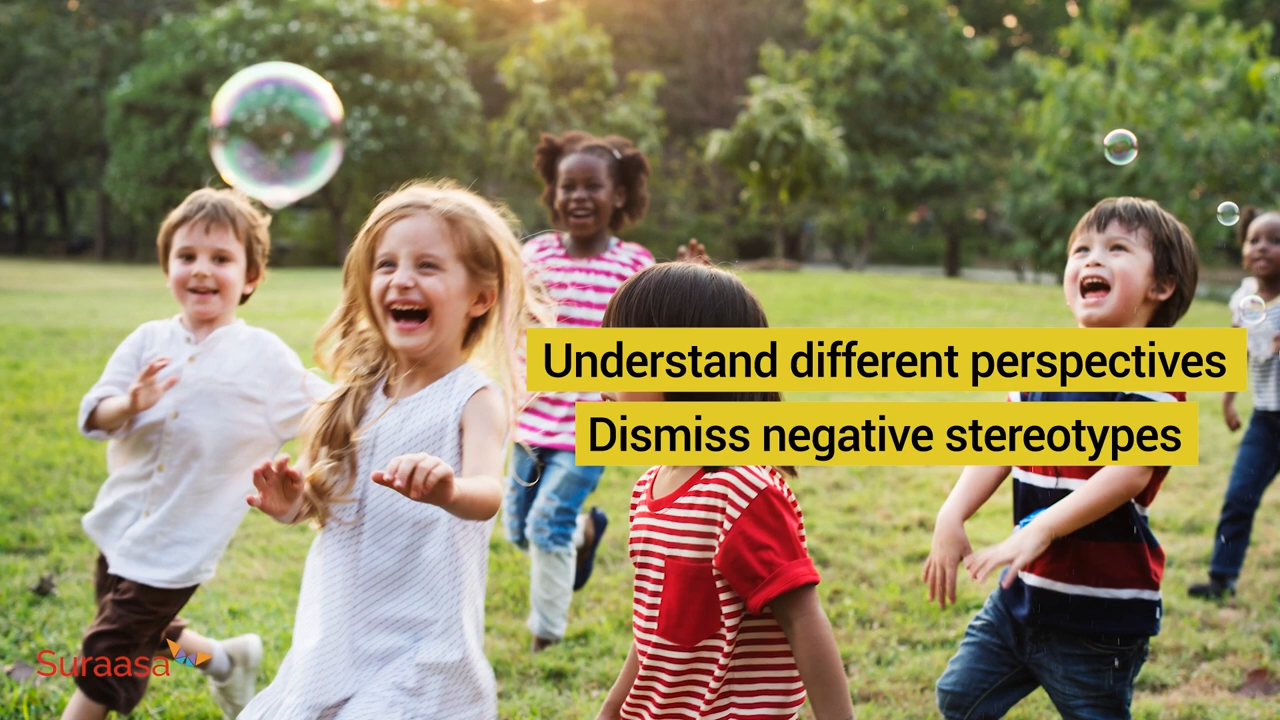 Understand different perspectives
Dismiss negative stereotypes
Suraasa